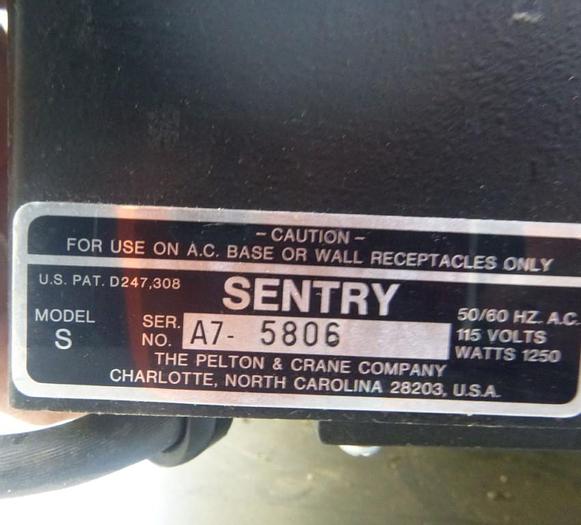 - CAUTION -
FOR USE ON A.C. BASE OR WALL RECEPTACLES ONLY
U.S. PAT. D247,308
SENTRY
MODEL
S
SER.
NO. A7- 5806
50/60 HZ. A.C.
115 VOLTS
WATTS 1250
THE PELTON & CRANE COMPANY
CHARLOTTE, NORTH CAROLINA 28203, U.S.A.